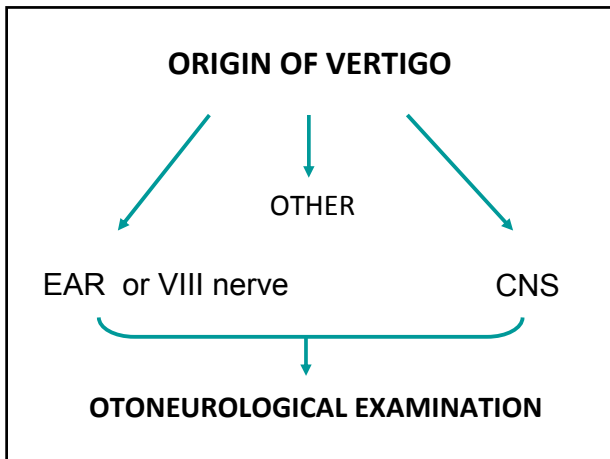 ORIGIN OF VERTIGO
OTHER
EAR or VIII nerve CNS
OTONEUROLOGICAL EXAMINATION